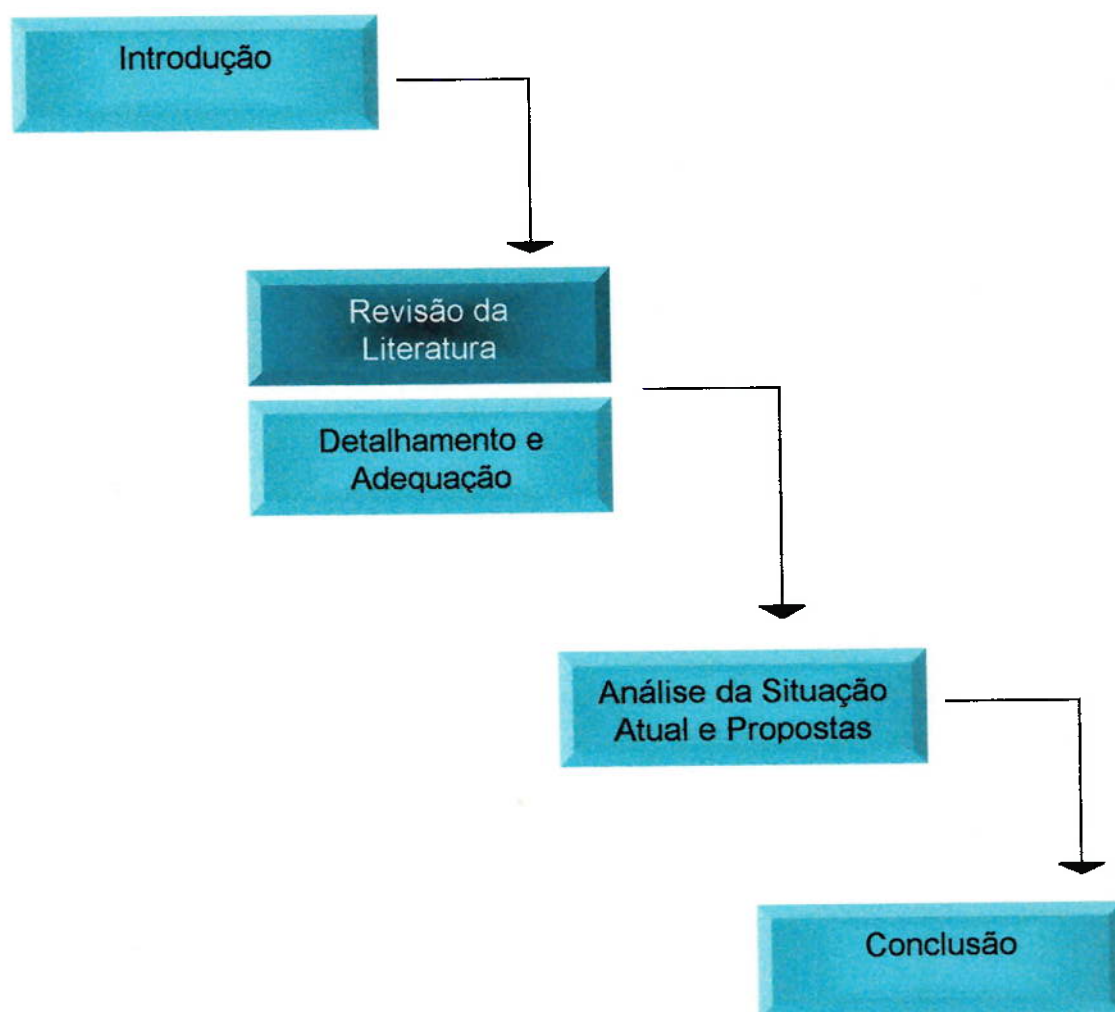 Introdução
Revisão da
Literatura
Detalhamento e
Adequação
Análise da Situação
Atual e Propostas
Conclusão